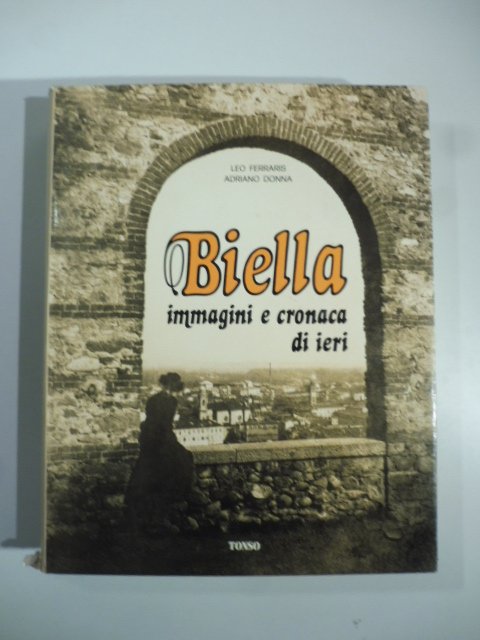 LEO FERRARIS
ADRIANO DONNA
Biella
immagini e cronaca
di ieri
TONSO